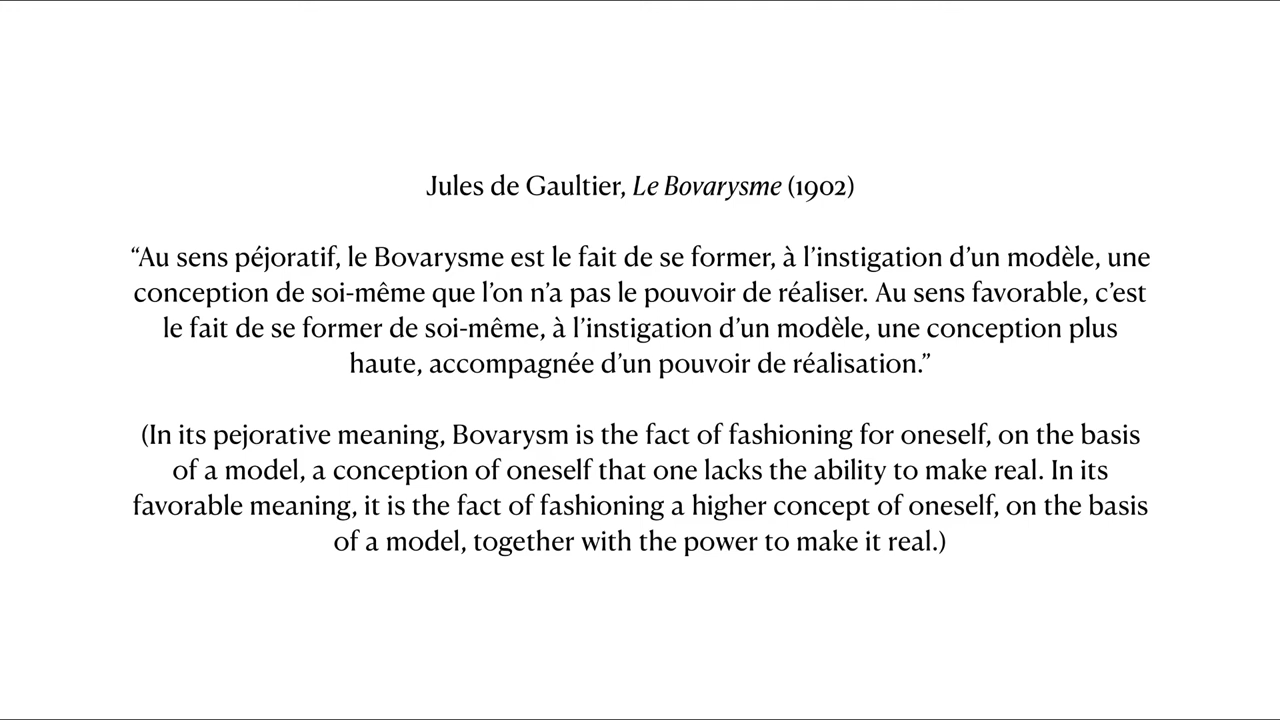 Jules de Gaultier, Le Bovarysme (1902)
“Au sens péjoratif, le Bovarysme est le fait de se former, à l’instigation d’un modèle, une
conception de soi-même que l’on n’a pas le pouvoir de réaliser. Au sens favorable, c’est
le fait de se former de soi-même, à l’instigation d’un modèle, une conception plus
haute, accompagnée d’un pouvoir de réalisation.”
(In its pejorative meaning, Bovarysm is the fact of fashioning for oneself, on the basis
of a model, a conception of oneself that one lacks the ability to make real. In its
favorable meaning, it is the fact of fashioning a higher concept of oneself, on the basis
of a model, together with the power to make it real.)